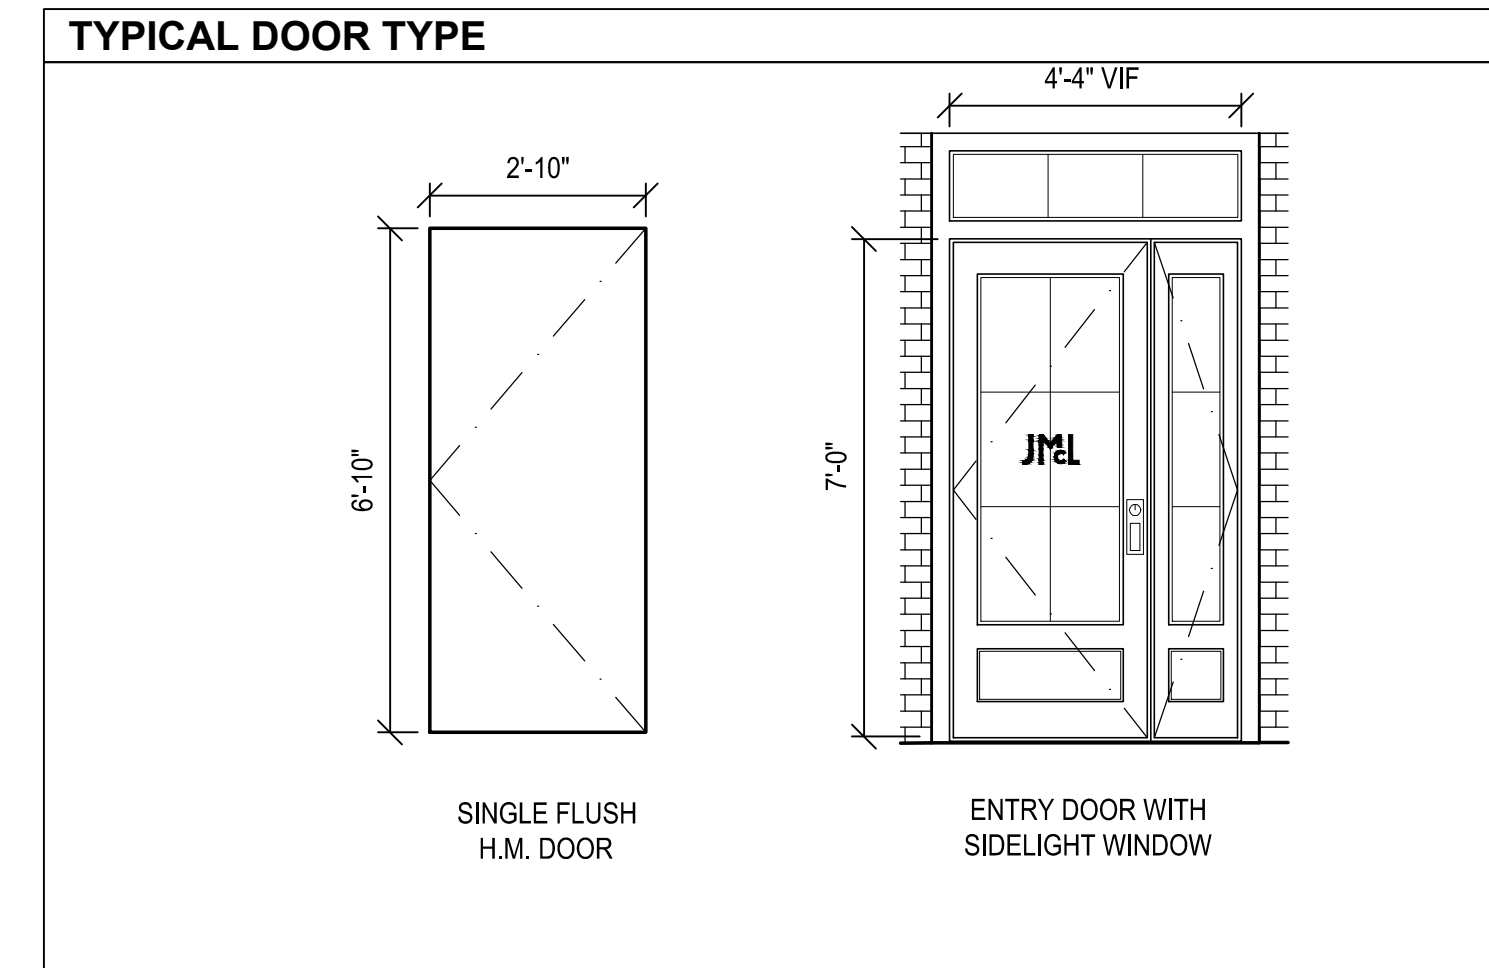 TYPICAL DOOR TYPE
4'-4" VIF
2'-10"
6'-10"
7'-0"
JMcL
SINGLE FLUSH
H.M. DOOR
ENTRY DOOR WITH
SIDELIGHT WINDOW